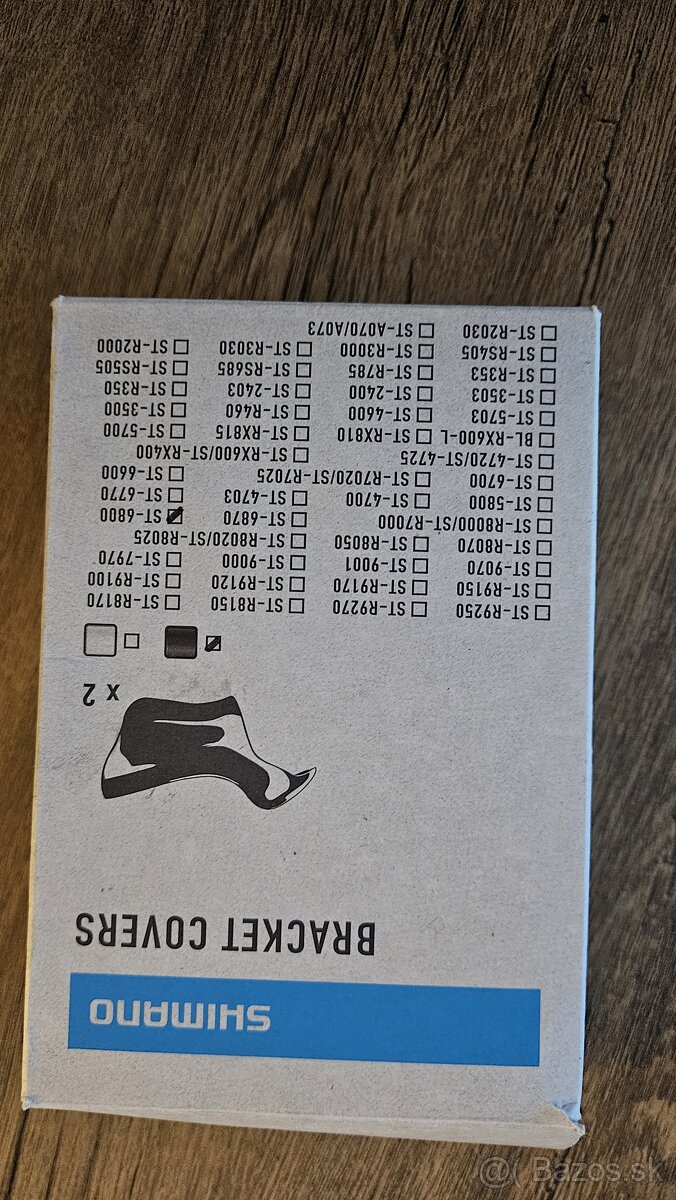 SHIMANO
BRACKET COVERS
x 2
ST-R9250 ST-R9270 ST-R8150 ST-R8170
ST-R9150 ST-R9170 ST-R9120 ST-R9100
ST-9070 ST-9001 ST-9000 ST-7970
ST-R8070 ST-R8050 ST-R8020/ST-R8025
ST-R8000/ST-R7000 ST-6870 ST-6800
ST-5800 ST-4700 ST-4703 ST-6770
ST-6700 ST-R7020/ST-R7025 ST-6600
ST-4720/ST-4725 ST-RX600/ST-RX400
BL-RX600-L ST-RX810 ST-RX815 ST-5700
ST-5703 ST-4600 ST-R460 ST-3500
ST-3503 ST-2400 ST-2403 ST-R350
ST-R353 ST-R785 ST-RS685 ST-RS505
ST-RS405 ST-R3000 ST-R3030 ST-R2000
ST-R2030 ST-A070/A073
@( Bazos.sk